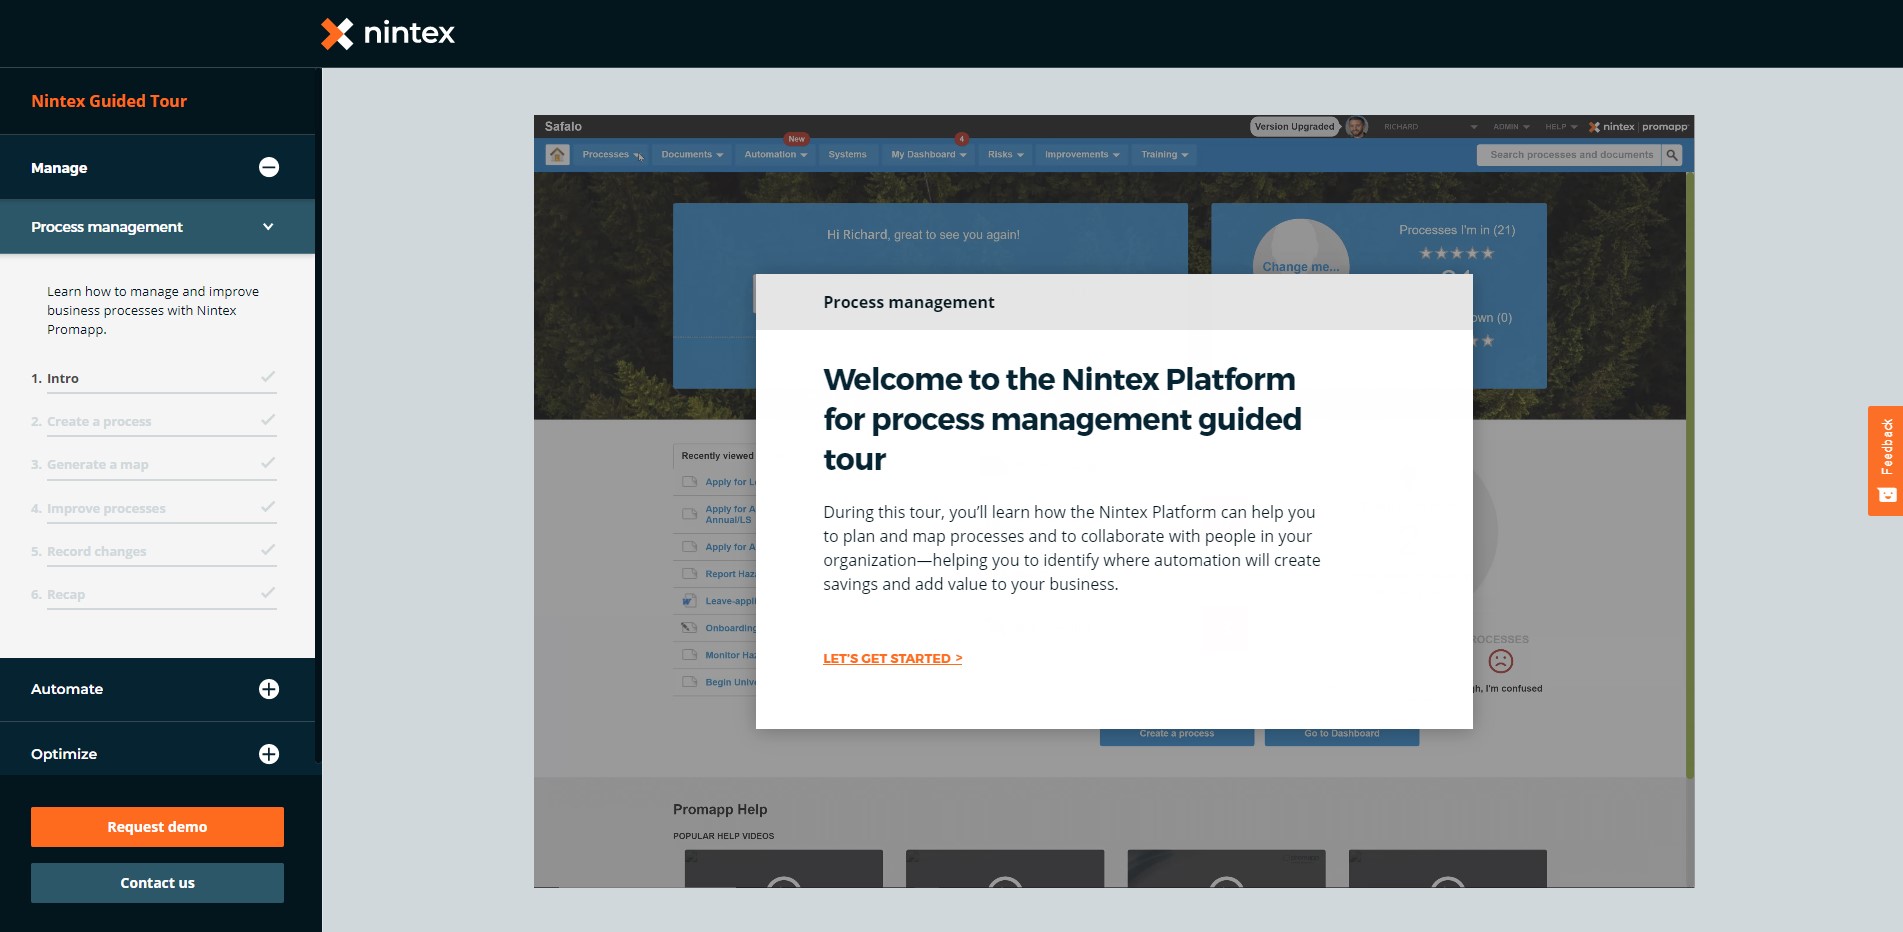 nintex
Nintex Guided Tour
Manage
Process management
Learn how to manage and improve
business processes with Nintex
Promapp.
1. Intro
2. Create a process
3. Generate a map
4. Improve processes
5. Record changes
6. Recap
Automate
Optimize
Request demo
Contact us
Safalo
Version Upgraded
RICHARD
ADMIN
HELP
nintex promapp
New
4
Processes
Documents
Automation
Systems
My Dashboard
Risks
Improvements
Training
Search processes and documents
Hi Richard, great to see you again!
Change me...
Processes I'm in (21)
(0)
Process management
Welcome to the Nintex Platform
for process management guided
tour
During this tour, you'll learn how the Nintex Platform can help you
to plan and map processes and to collaborate with people in your
organization—helping you to identify where automation will create
savings and add value to your business.
LET'S GET STARTED >
Recently viewed
Apply for
Apply for A
Annual/LS
Apply for A
Report Haz
Leave-appli
Onboarding
Monitor Haz
Begin Unive
I'm confused
Create a process
Go to Dashboard
Promapp Help
POPULAR HELP VIDEOS
Feedback